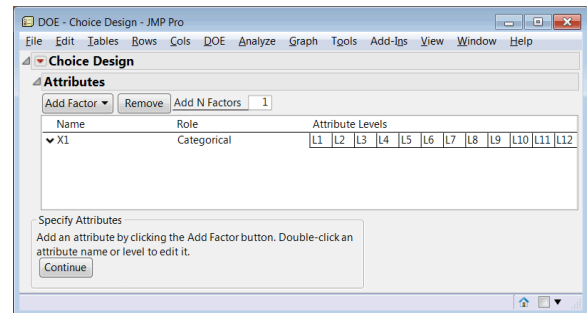 DOE - Choice Design - JMP Pro
File Edit Tables Rows Cols DOE Analyze Graph Tools Add-Ins View Window Help
Choice Design
Attributes
Add Factor Remove Add N Factors 1
Name Role Attribute Levels
X1 Categorical L1 L2 L3 L4 L5 L6 L7 L8 L9 L10 L11 L12
Specify Attributes
Add an attribute by clicking the Add Factor button. Double-click an
attribute name or level to edit it.
Continue